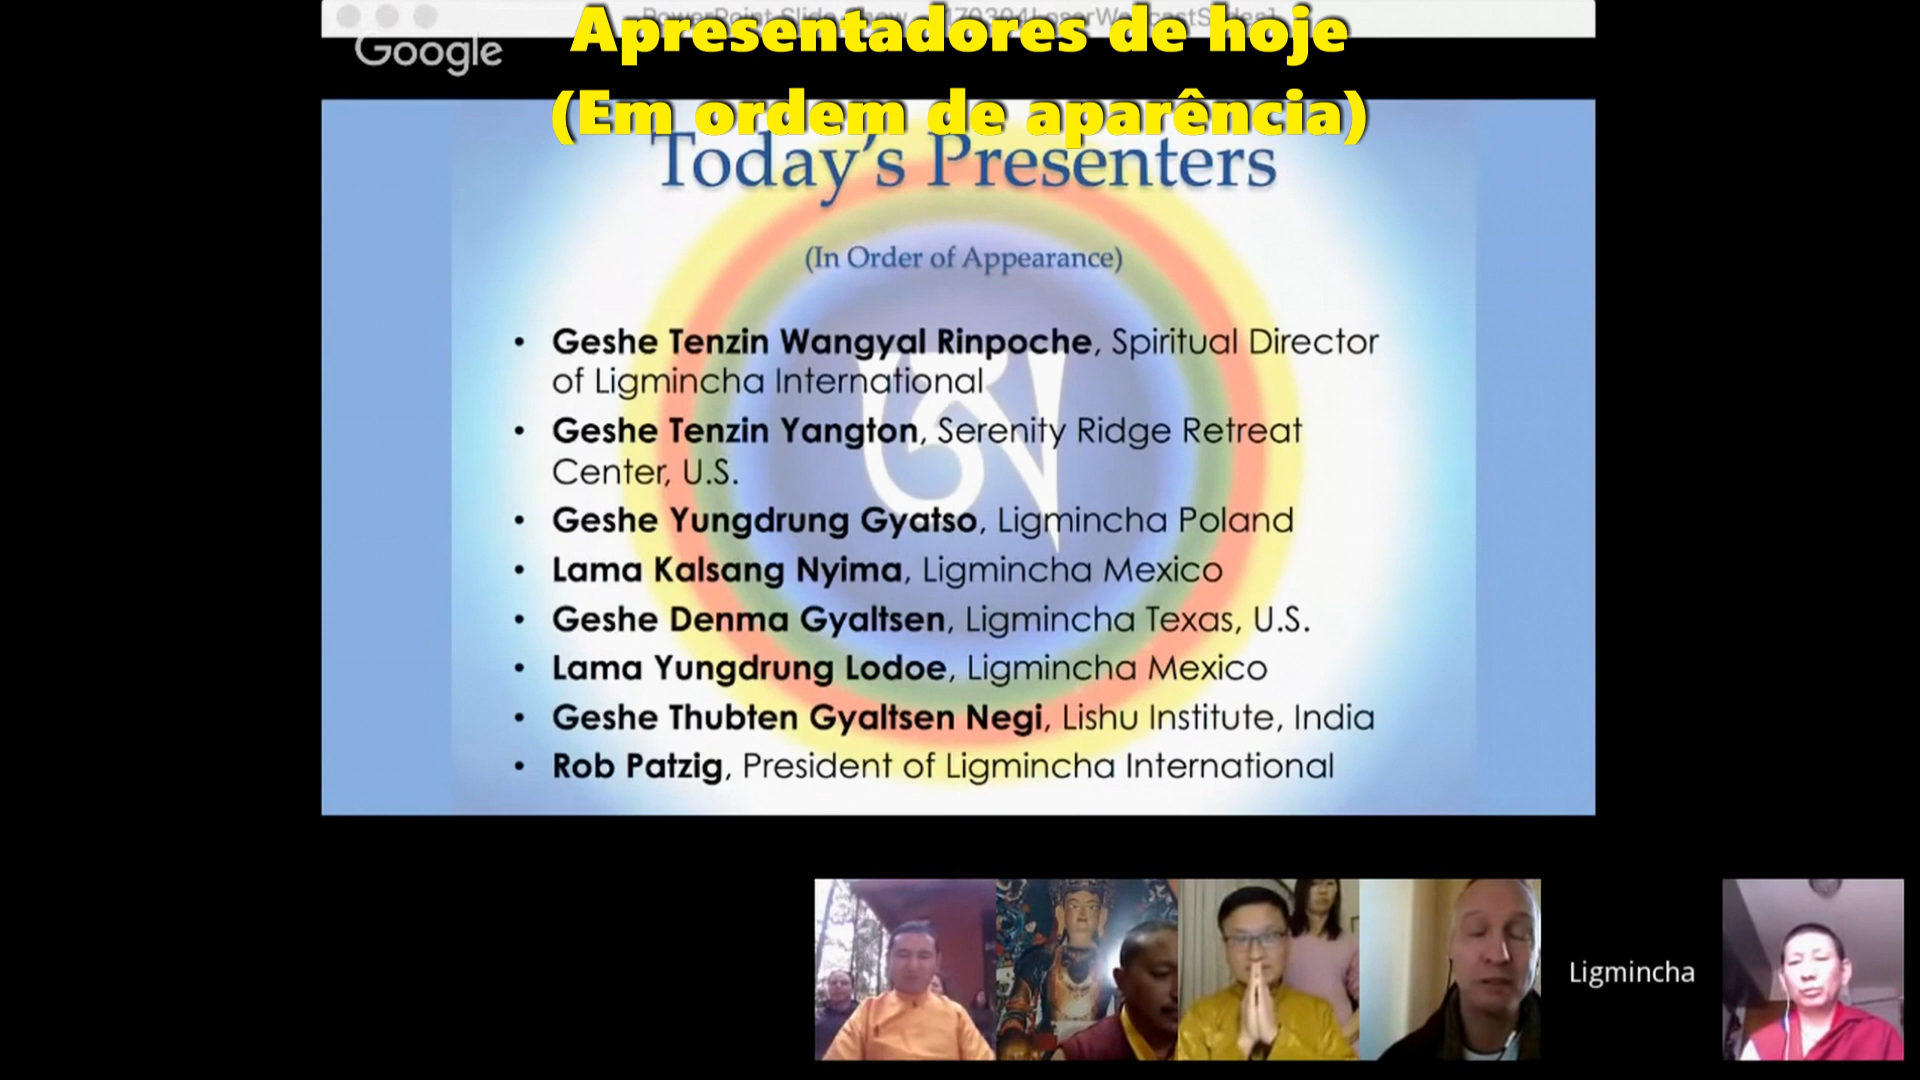 PowerPoint Slide Show
Google
Apresentadores de hoje
(Em ordem de aparência)
Today's Presenters
(In Order of Appearance)
• Geshe Tenzin Wangyal Rinpoche, Spiritual Director
of Ligmincha International
• Geshe Tenzin Yangton, Serenity Ridge Retreat
Center, U.S.
• Geshe Yungdrung Gyatso, Ligmincha Poland
• Lama Kalsang Nyima, Ligmincha Mexico
• Geshe Denma Gyaltsen, Ligmincha Texas, U.S.
• Lama Yungdrung Lodoe, Ligmincha Mexico
• Geshe Thubten Gyaltsen Negi, Lishu Institute, India
• Rob Patzig, President of Ligmincha International
ཨ
Ligmincha